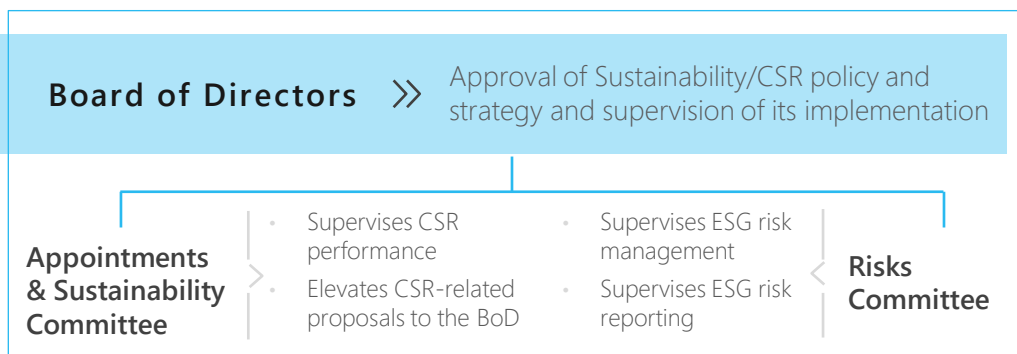 Board of Directors
Approval of Sustainability/CSR policy and
strategy and supervision of its implementation
Appointments
& Sustainability
Committee
• Supervises CSR
performance
• Elevates CSR-related
proposals to the BoD
• Supervises ESG risk
management
• Supervises ESG risk
reporting
Risks
Committee